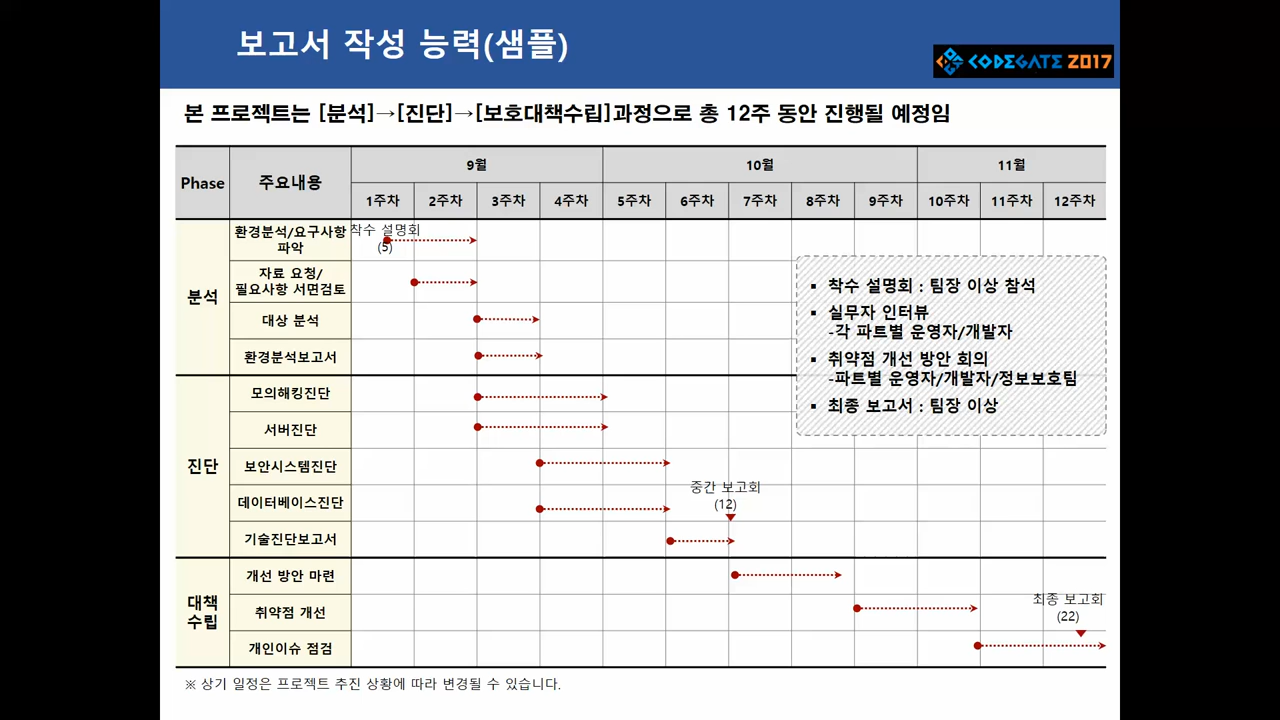 보고서 작성 능력(샘플)
CODEGATE 2017
본 프로젝트는 [분석]→[진단]→[보호대책수립]과정으로 총 12주 동안 진행될 예정임
Phase
주요내용
9월
10월
11월
1주차
2주차
3주차
4주차
5주차
6주차
7주차
8주차
9주차
10주차
11주차
12주차
분석
환경분석/요구사항
파악
착수 설명회
(5)
자료 요청/
필요사항 서면검토
대상 분석
환경분석보고서
▪ 착수 설명회 : 팀장 이상 참석
▪ 실무자 인터뷰
-각 파트별 운영자/개발자
▪ 취약점 개선 방안 회의
-파트별 운영자/개발자/정보보호팀
▪ 최종 보고서 : 팀장 이상
진단
모의해킹진단
서버진단
보안시스템진단
데이터베이스진단
중간 보고회
(12)
기술진단보고서
대책
수립
개선 방안 마련
취약점 개선
최종 보고회
(22)
개인이슈 점검
※ 상기 일정은 프로젝트 추진 상황에 따라 변경될 수 있습니다.